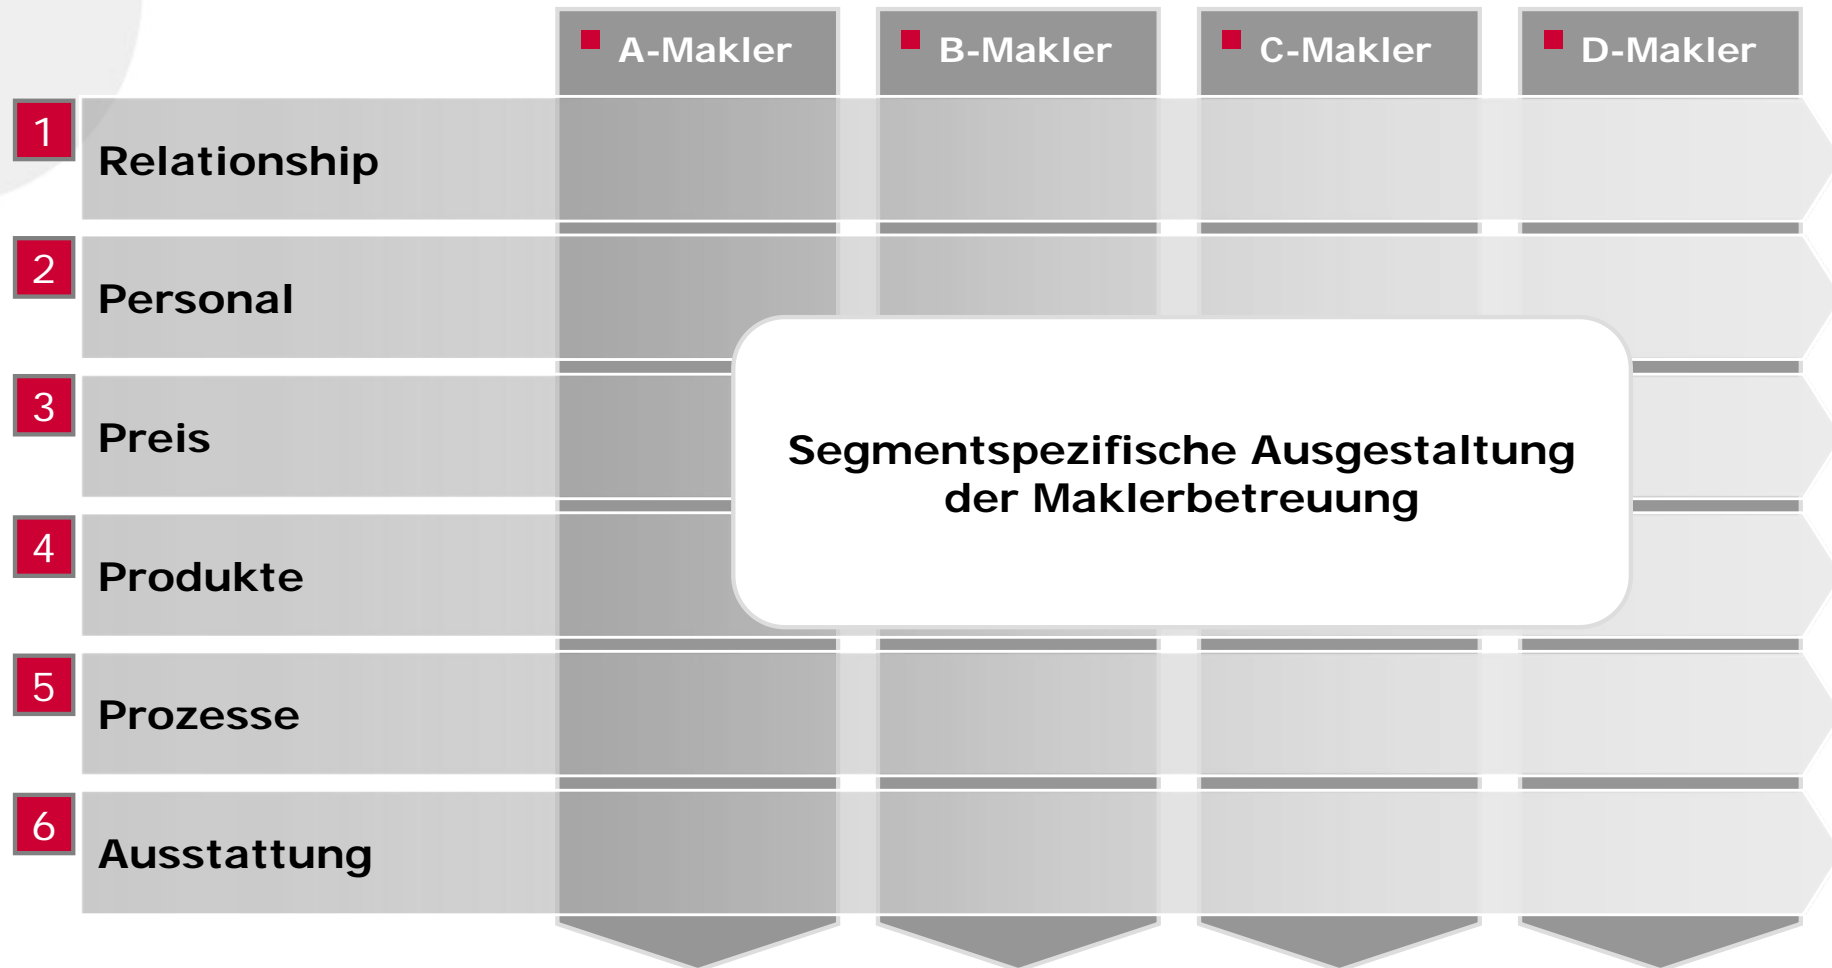 A-Makler
B-Makler
C-Makler
D-Makler
1
Relationship
2
Personal
3
Preis
Segmentspezifische Ausgestaltung
der Maklerbetreuung
4
Produkte
5
Prozesse
6
Ausstattung